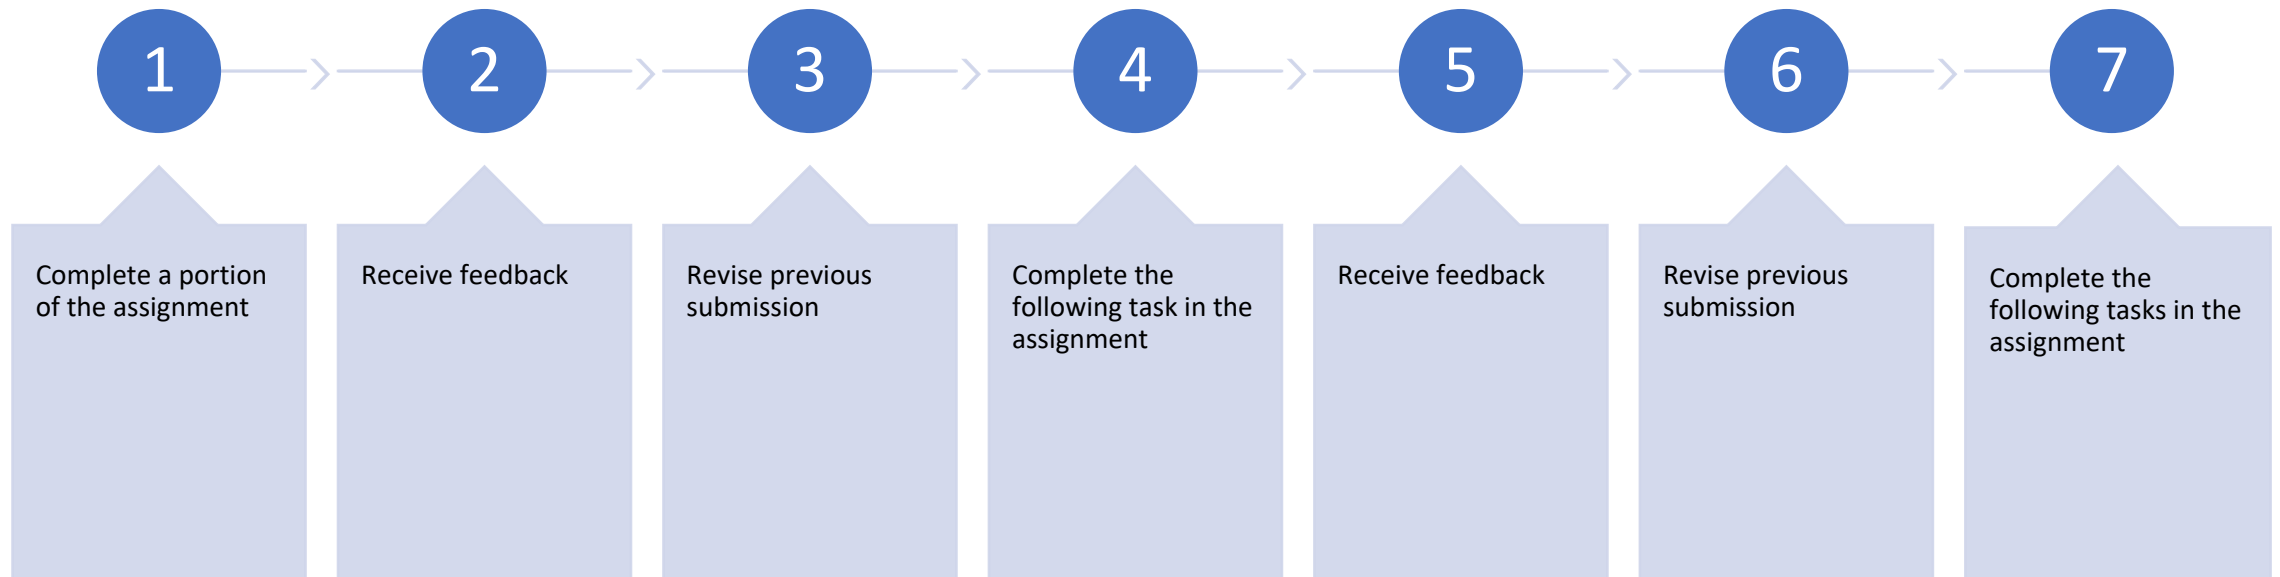 1
2
3
4
5
6
7
Complete a portion
of the assignment
Receive feedback
Revise previous
submission
Complete the
following task in the
assignment
Receive feedback
Revise previous
submission
Complete the
following tasks in the
assignment